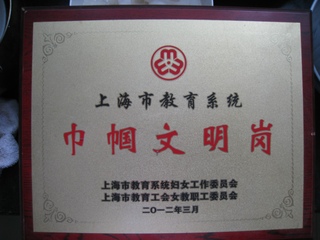 上海市教育系统
巾帼文明岗
上海市教育系统妇女工作委员会
上海市教育工会女教职工委员会
二〇一二年三月